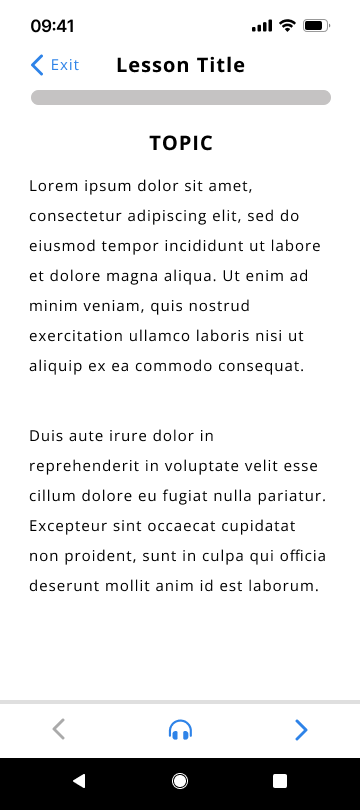 09:41
Exit
Lesson Title
TOPIC
Lorem ipsum dolor sit amet,
consectetur adipiscing elit, sed do
eiusmod tempor incididunt ut labore
et dolore magna aliqua. Ut enim ad
minim veniam, quis nostrud
exercitation ullamco laboris nisi ut
aliquip ex ea commodo consequat.
Duis aute irure dolor in
reprehenderit in voluptate velit esse
cillum dolore eu fugiat nulla pariatur.
Excepteur sint occaecat cupidatat
non proident, sunt in culpa qui officia
deserunt mollit anim id est laborum.